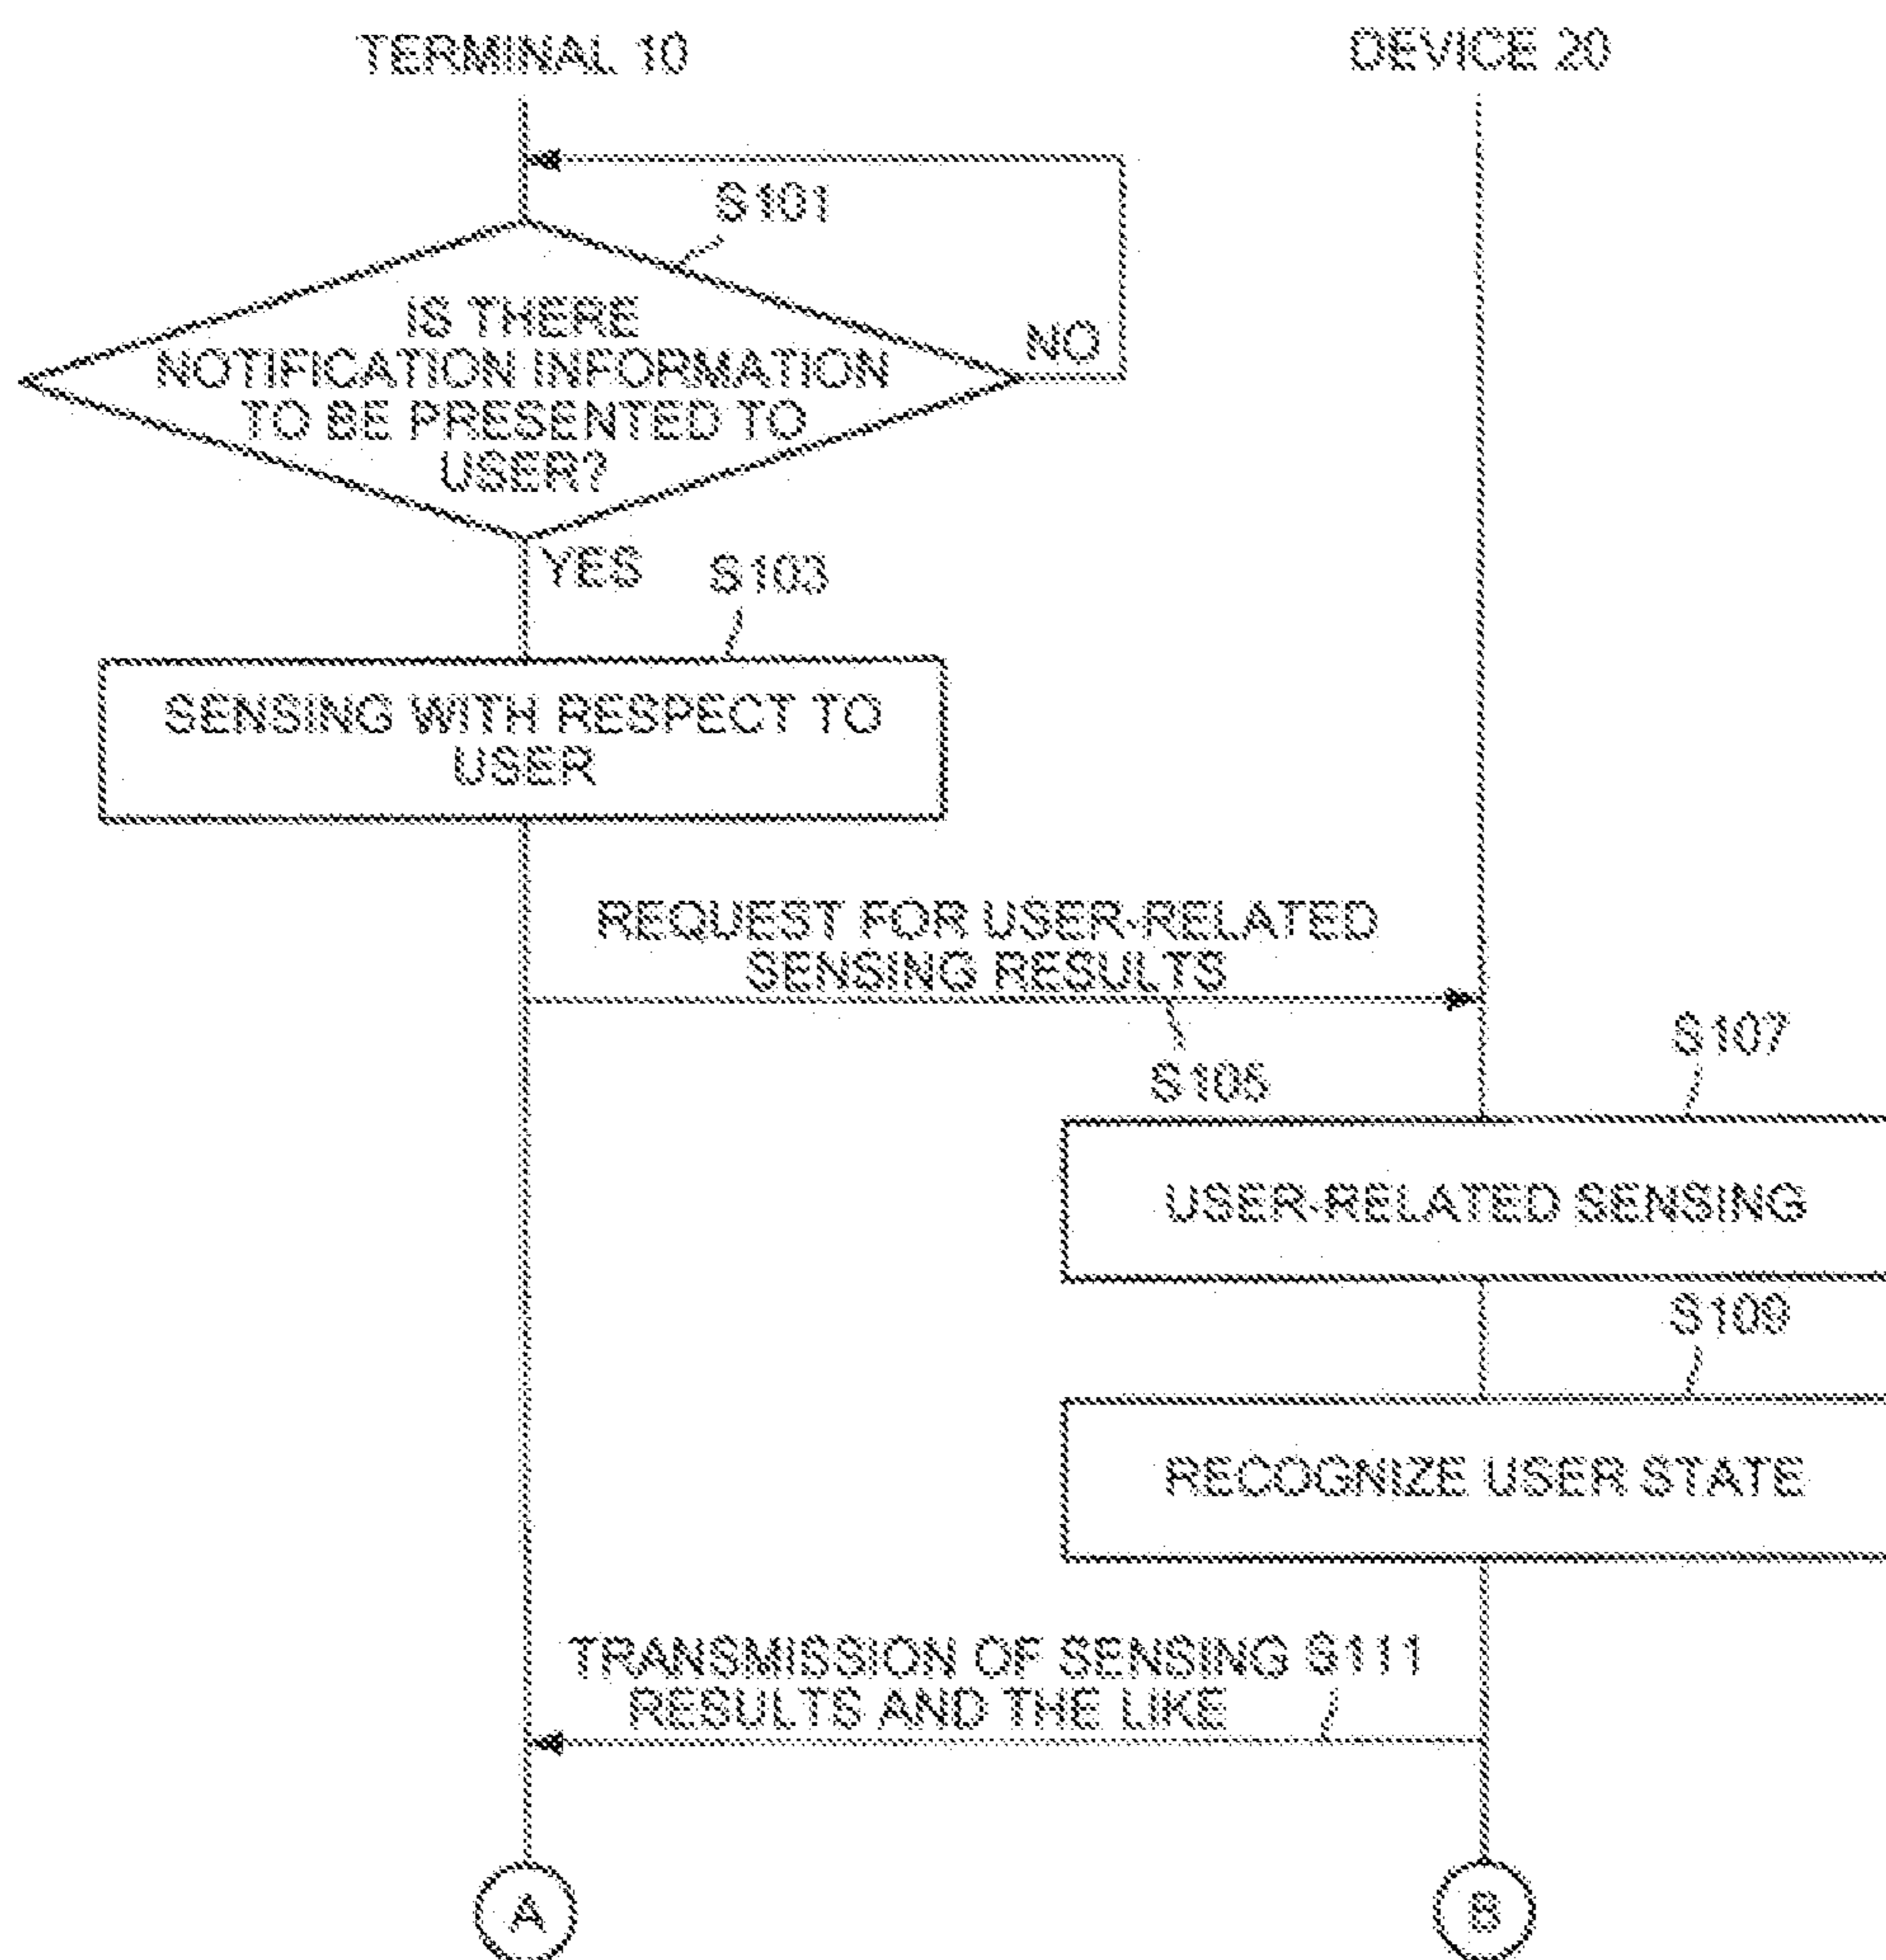 TERMINAL 10
DEVICE 20
S101
IS THERE
NOTIFICATION INFORMATION
TO BE PRESENTED TO
USER?
NO
YES
S103
SENSING WITH RESPECT TO
USER
REQUEST FOR USER-RELATED
SENSING RESULTS
S105
S107
USER-RELATED SENSING
S109
RECOGNIZE USER STATE
TRANSMISSION OF SENSING
RESULTS AND THE LIKE
S111
A
B